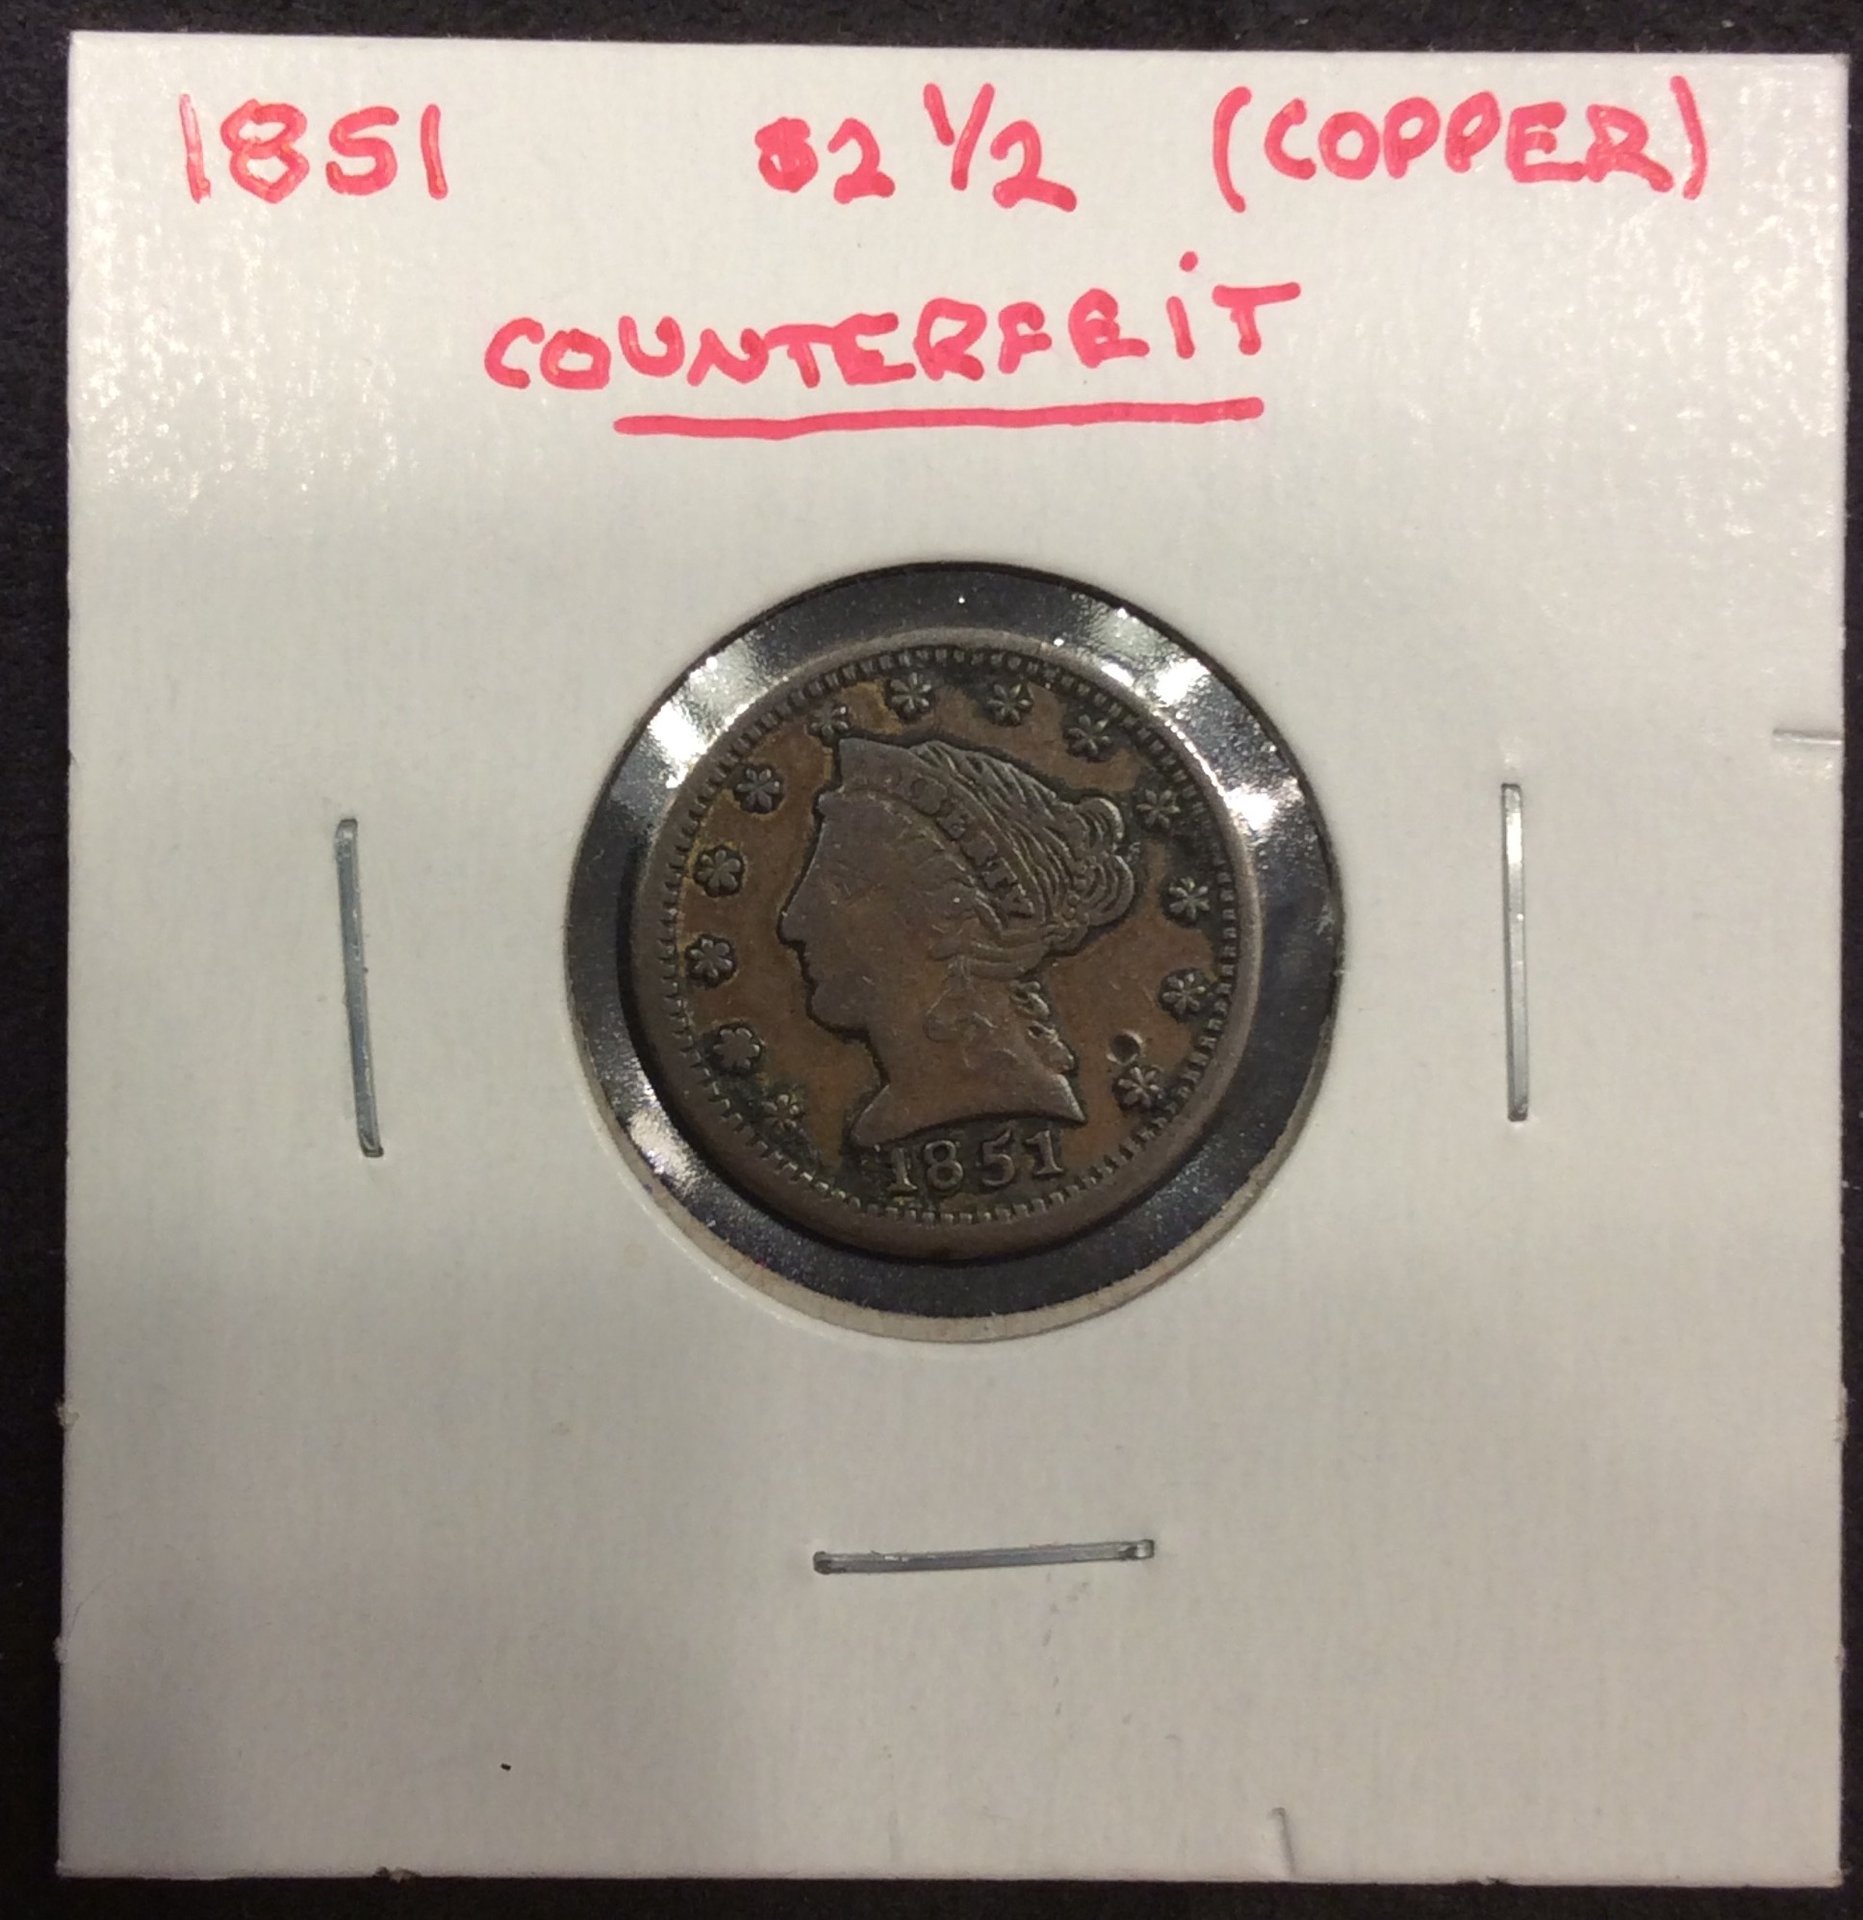 1851 $2 1/2 (COPPER)
COUNTERFEiT
LIBERTY
1851